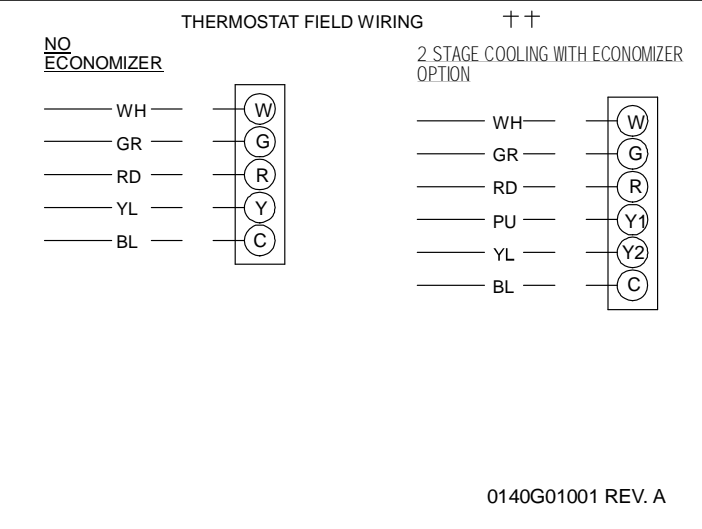 THERMOSTAT FIELD WIRING ++
NO
ECONOMIZER
WH W
GR G
RD R
YL Y
BL C
2 STAGE COOLING WITH ECONOMIZER
OPTION
WH W
GR G
RD R
PU Y1
YL Y2
BL C
0140G01001 REV. A